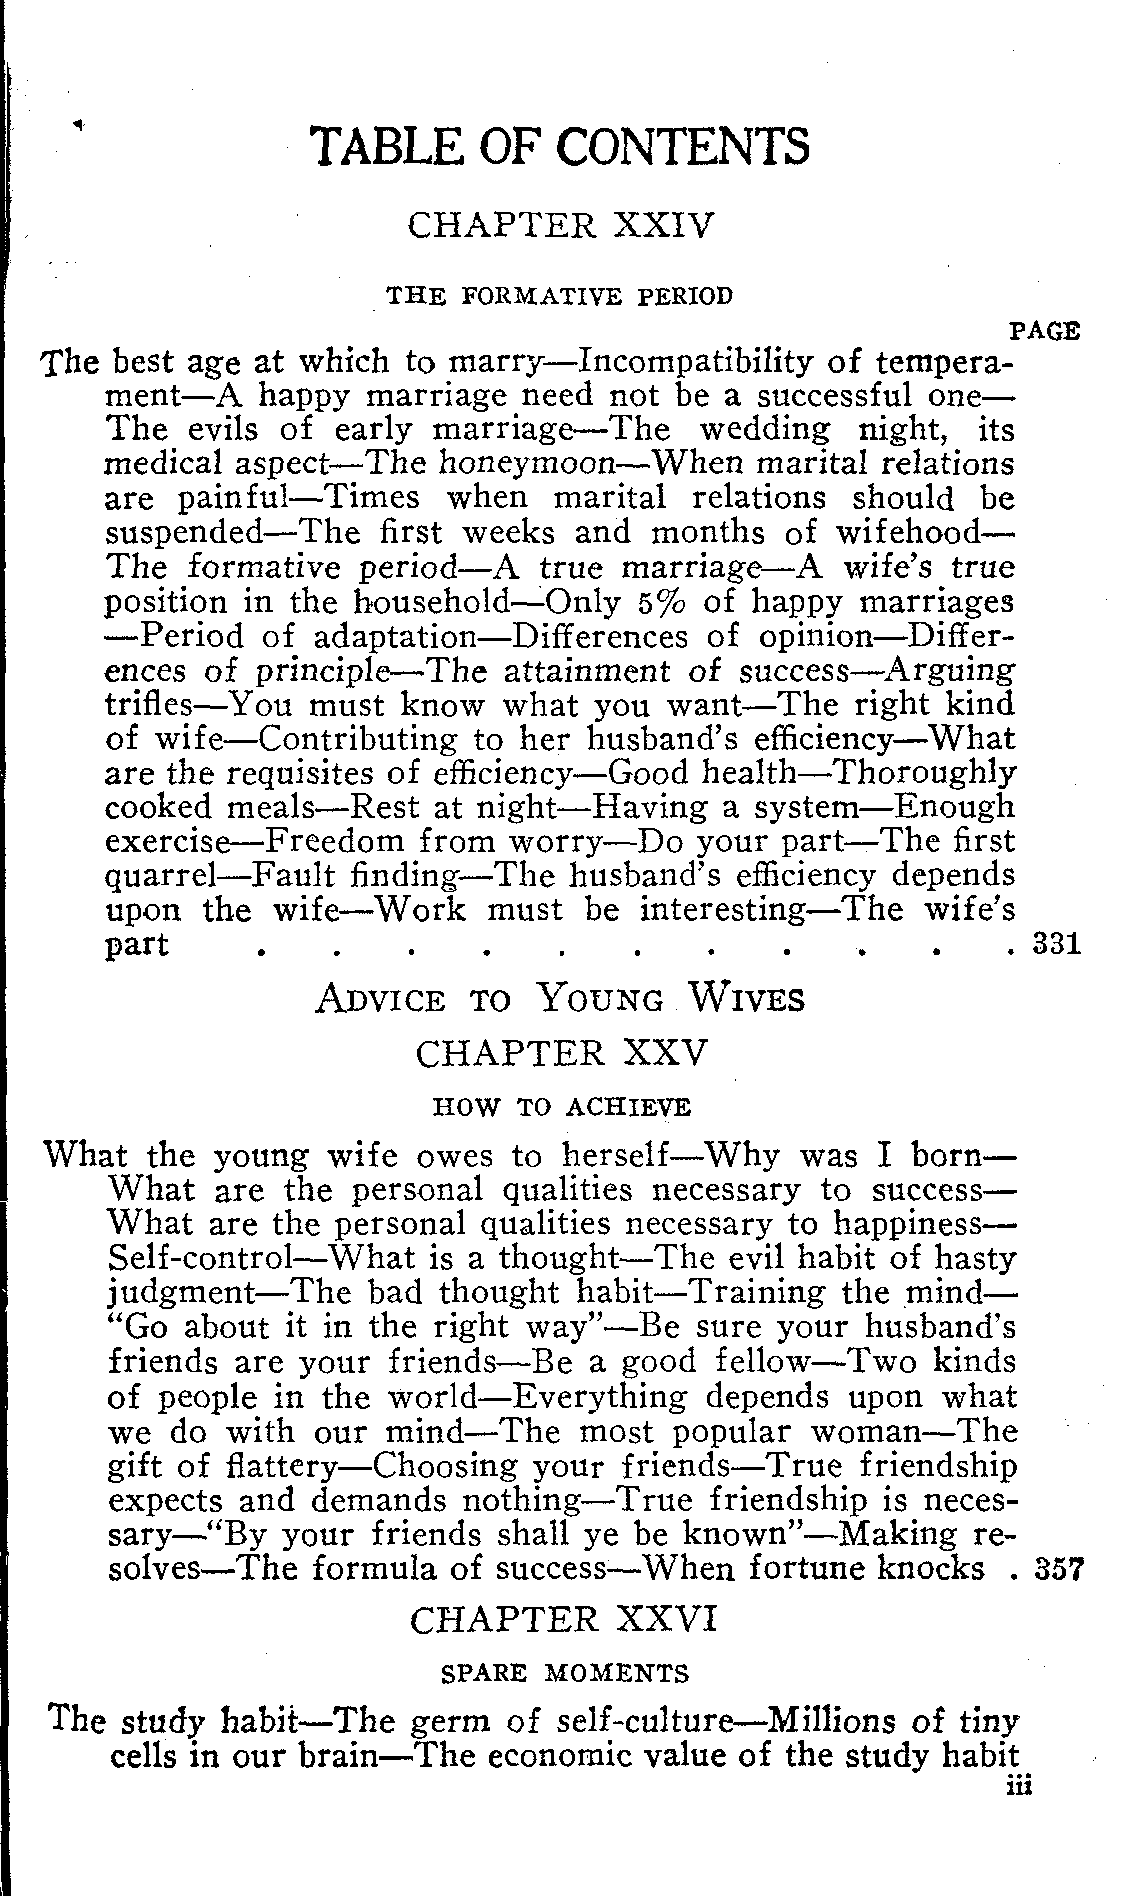 TABLE OF CONTENTS
CHAPTER XXIV
THE FORMATIVE PERIOD
PAGE
The best age at which to marry—Incompatibility of tempera-
ment—A happy marriage need not be a successful one—
The evils of early marriage—The wedding night, its
medical aspect—The honeymoon—When marital relations
are painful—Times when marital relations should be
suspended—The first weeks and months of wifehood—
The formative period—A true marriage—A wife's true
position in the household—Only 5% of happy marriages
—Period of adaptation—Differences of opinion—Differ-
ences of principle—The attainment of success—Arguing
trifles—You must know what you want—The right kind
of wife—Contributing to her husband's efficiency—What
are the requisites of efficiency—Good health—Thoroughly
cooked meals—Rest at night—Having a system—Enough
exercise—Freedom from worry—Do your part—The first
quarrel—Fault finding—The husband's efficiency depends
upon the wife—Work must be interesting—The wife's
part . . . . . . . . . . . 331
ADVICE TO YOUNG WIVES
CHAPTER XXV
HOW TO ACHIEVE
What the young wife owes to herself—Why was I born—
What are the personal qualities necessary to success—
What are the personal qualities necessary to happiness—
Self-control—What is a thought—The evil habit of hasty
judgment—The bad thought habit—Training the mind—
"Go about it in the right way"—Be sure your husband's
friends are your friends—Be a good fellow—Two kinds
of people in the world—Everything depends upon what
we do with our mind—The most popular woman—The
gift of flattery—Choosing your friends—True friendship
expects and demands nothing—True friendship is neces-
sary—"By your friends shall ye be known"—Making re-
solves—The formula of success—When fortune knocks . 357
CHAPTER XXVI
SPARE MOMENTS
The study habit—The germ of self-culture—Millions of tiny
cells in our brain—The economic value of the study habit
iii